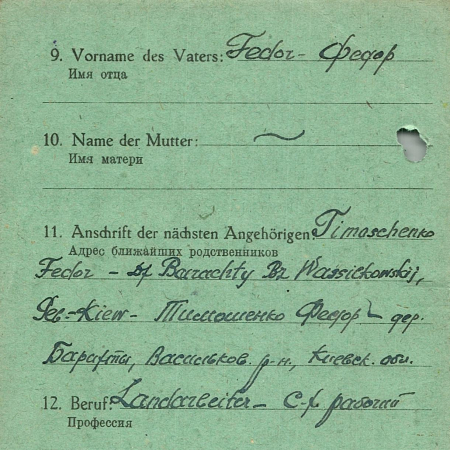 9. Vorname des Vaters: Fedor – Федор
Имя отца
10. Name der Mutter: ~
Имя матери
11. Anschrift der nächsten Angehörigen: Timoschenko
Адрес ближайших родственников
Fedor – Df Barachty Bz Wassilkowskij,
Geb-Kiew – Тимошенко Федор дер.
Барахты, Васильков. р-н., Киевск. обл.
12. Beruf: Landarbeiter – С-х рабочий
Профессия